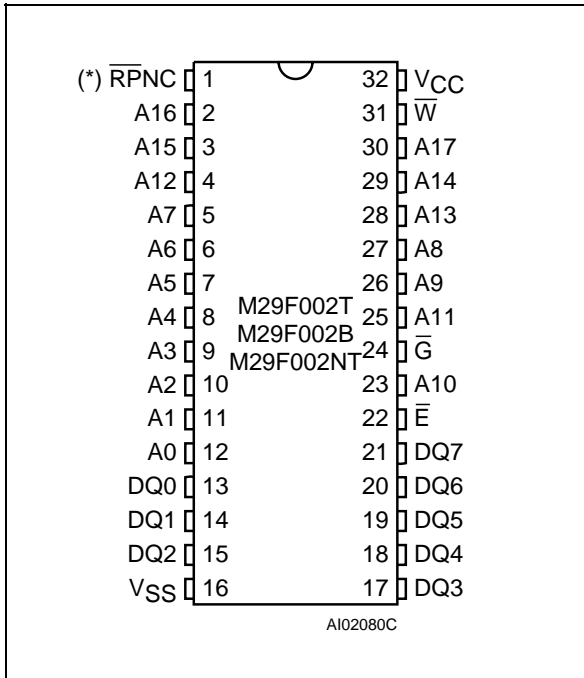 (*) R̅P̅NC 1 32 VCC
A16 2 31 W̅
A15 3 30 A17
A12 4 29 A14
A7 5 28 A13
A6 6 27 A8
A5 7 26 A9
A4 8 M29F002T 25 A11
M29F002B
A3 9 M29F002NT 24 G̅
A2 10 23 A10
A1 11 22 E̅
A0 12 21 DQ7
DQ0 13 20 DQ6
DQ1 14 19 DQ5
DQ2 15 18 DQ4
VSS 16 17 DQ3
AI02080C